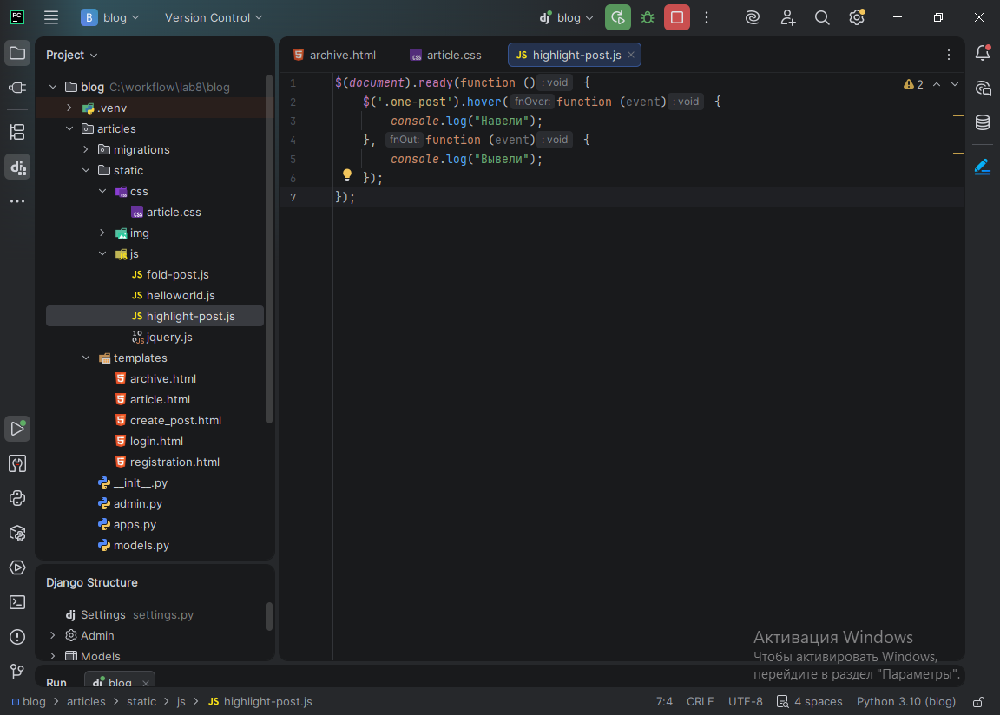 PC
B blog
Version Control
dj blog
Project
blog C:\workflow\lab8\blog
.venv
articles
migrations
static
css
CSS article.css
img
js
JS fold-post.js
JS helloworld.js
JS highlight-post.js
jquery.js
templates
archive.html
article.html
create_post.html
login.html
registration.html
__init__.py
admin.py
apps.py
models.py
Django Structure
dj Settings settings.py
Admin
Models
Run
dj blog
archive.html
CSS article.css
JS highlight-post.js
1 $(document).ready(function () : void {
2 $('.one-post').hover( fnOver: function (event) : void {
3 console.log("Навели");
4 }, fnOut: function (event) : void {
5 console.log("Вывели");
6 });
7 });
2
Активация Windows
Чтобы активировать Windows,
перейдите в раздел "Параметры".
blog > articles > static > js > JS highlight-post.js
7:4 CRLF UTF-8 4 spaces Python 3.10 (blog)